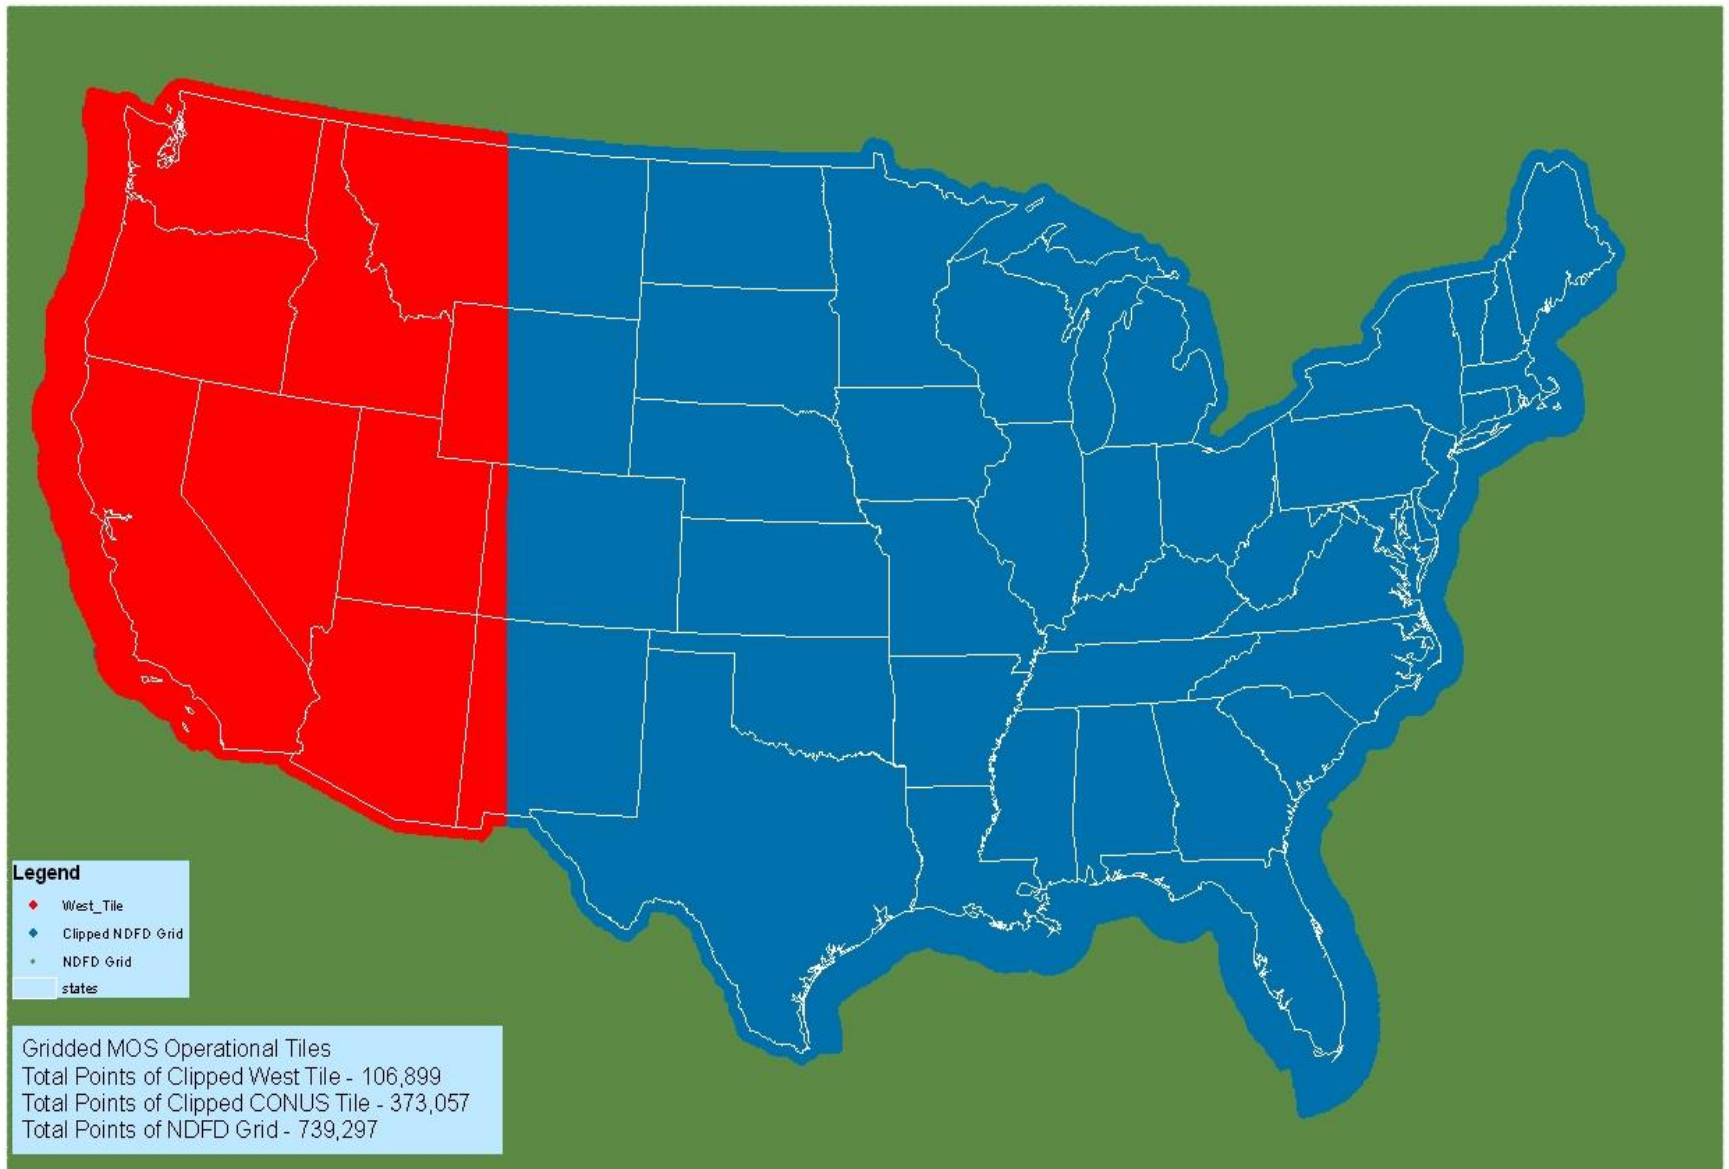 Legend
West_Tile
Clipped NDFD Grid
NDFD Grid
states
Gridded MOS Operational Tiles
Total Points of Clipped West Tile - 106,899
Total Points of Clipped CONUS Tile - 373,057
Total Points of NDFD Grid - 739,297